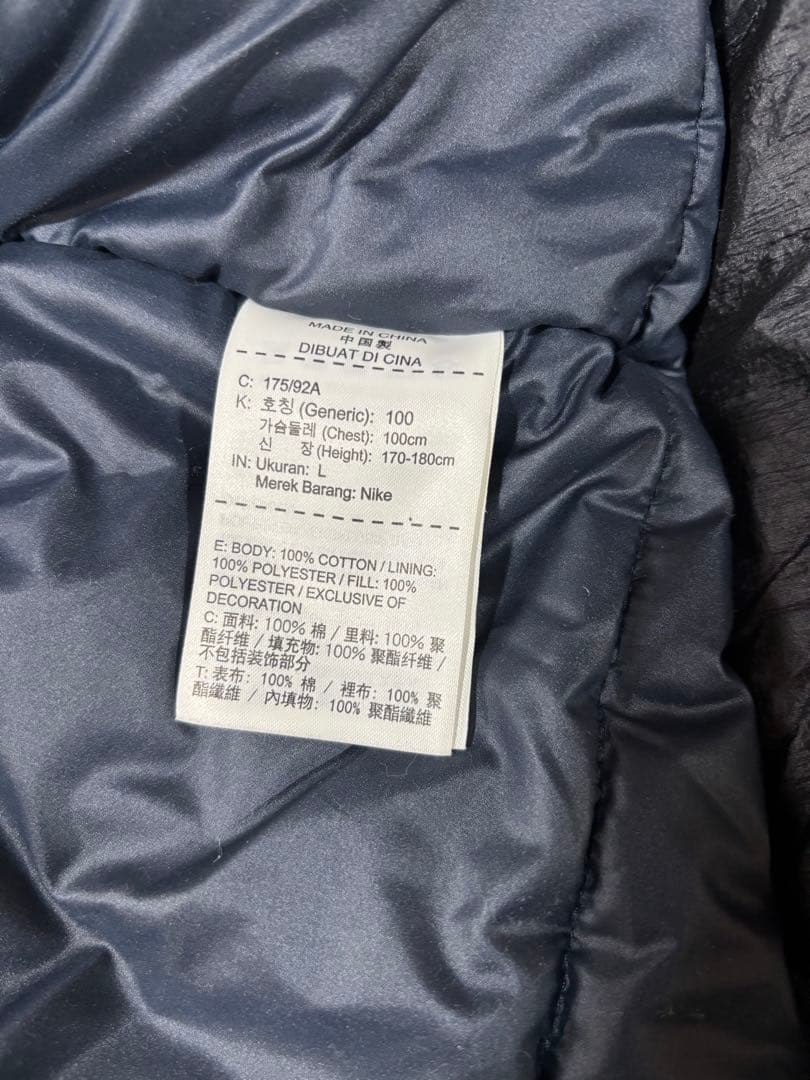 MADE IN CHINA
中国製
DIBUAT DI CINA
C: 175/92A
K: 호칭 (Generic): 100
가슴둘레 (Chest): 100cm
신 장 (Height): 170-180cm
IN: Ukuran: L
Merek Barang: Nike
E: BODY: 100% COTTON / LINING:
100% POLYESTER / FILL: 100%
POLYESTER / EXCLUSIVE OF
DECORATION
C: 面料: 100% 棉 / 里料: 100% 聚
酯纤维 / 填充物: 100% 聚酯纤维 /
不包括装饰部分
T: 表布: 100% 棉 / 裡布: 100% 聚
酯纖維 / 內填物: 100% 聚酯纖維